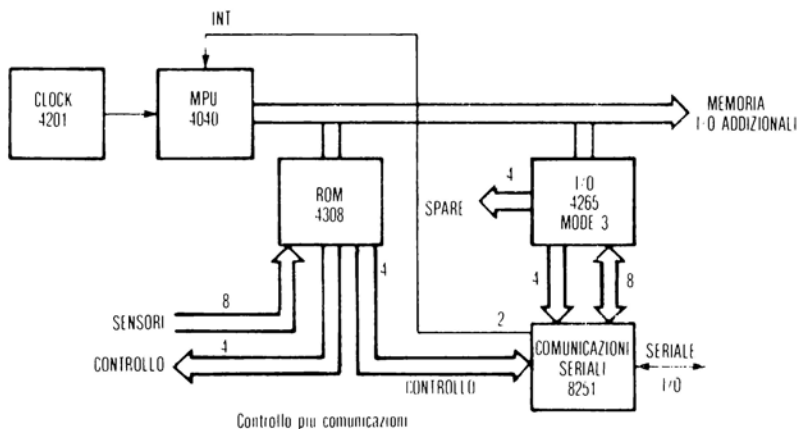 INT
CLOCK
4201
MPU
4040
MEMORIA
I/O ADDIZIONALI
ROM
4308
4
SPARE
I/O
4265
MODE 3
4
4
8
8
SENSORI
2
4
CONTROLLO
CONTROLLO
COMUNICAZIONI
SERIALI
8251
SERIALE
I/O
Controllo più comunicazioni